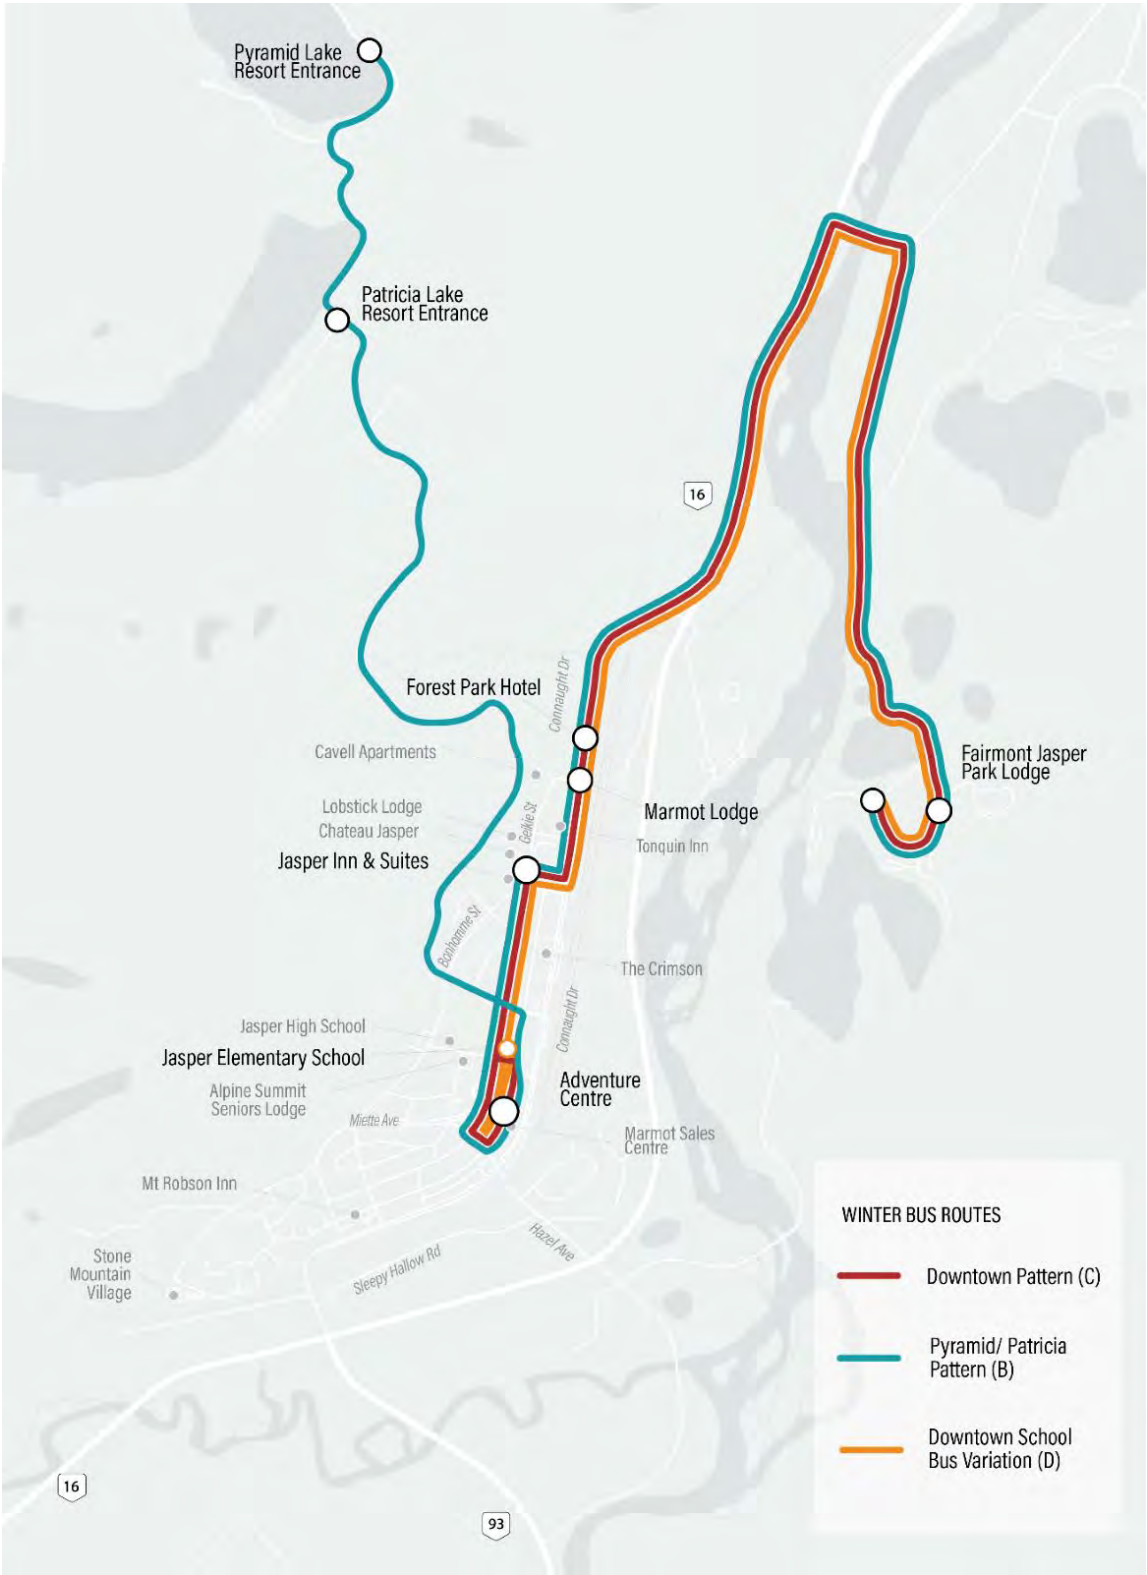 Pyramid Lake
Resort Entrance
Patricia Lake
Resort Entrance
16
Forest Park Hotel
Connaught Dr
Cavell Apartments
Fairmont Jasper
Park Lodge
Lobstick Lodge
Geikie St
Marmot Lodge
Chateau Jasper
Tonquin Inn
Jasper Inn & Suites
Bonhomme St
The Crimson
Connaught Dr
Jasper High School
Jasper Elementary School
Adventure
Centre
Alpine Summit
Seniors Lodge
Miette Ave
Marmot Sales
Centre
Mt Robson Inn
Hazel Ave
Sleepy Hallow Rd
Stone
Mountain
Village
WINTER BUS ROUTES
Downtown Pattern (C)
Pyramid/ Patricia
Pattern (B)
Downtown School
Bus Variation (D)
16
93